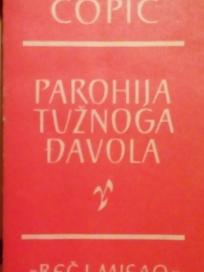 ĆOPIĆ
PAROHIJA
TUŽNOGA
ĐAVOLA
»REČ I MISAO«